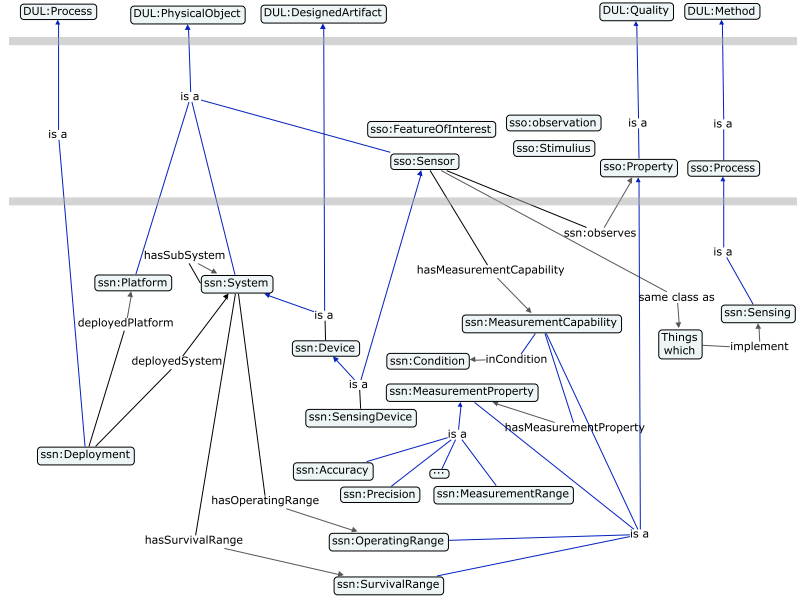 DUL:Process
DUL:PhysicalObject
DUL:DesignedArtifact
DUL:Quality
DUL:Method
is a
is a
is a
is a
sso:FeatureOfInterest
sso:observation
sso:Stimulius
sso:Sensor
sso:Property
sso:Process
ssn:observes
is a
hasSubSystem
hasMeasurementCapability
ssn:Platform
ssn:System
same class as
deployedPlatform
is a
ssn:MeasurementCapability
ssn:Sensing
Things
which
implement
ssn:Device
deployedSystem
ssn:Condition
inCondition
is a
ssn:MeasurementProperty
ssn:SensingDevice
hasMeasurementProperty
is a
ssn:Deployment
ssn:Accuracy
...
ssn:Precision
ssn:MeasurementRange
hasOperatingRange
is a
hasSurvivalRange
ssn:OperatingRange
ssn:SurvivalRange